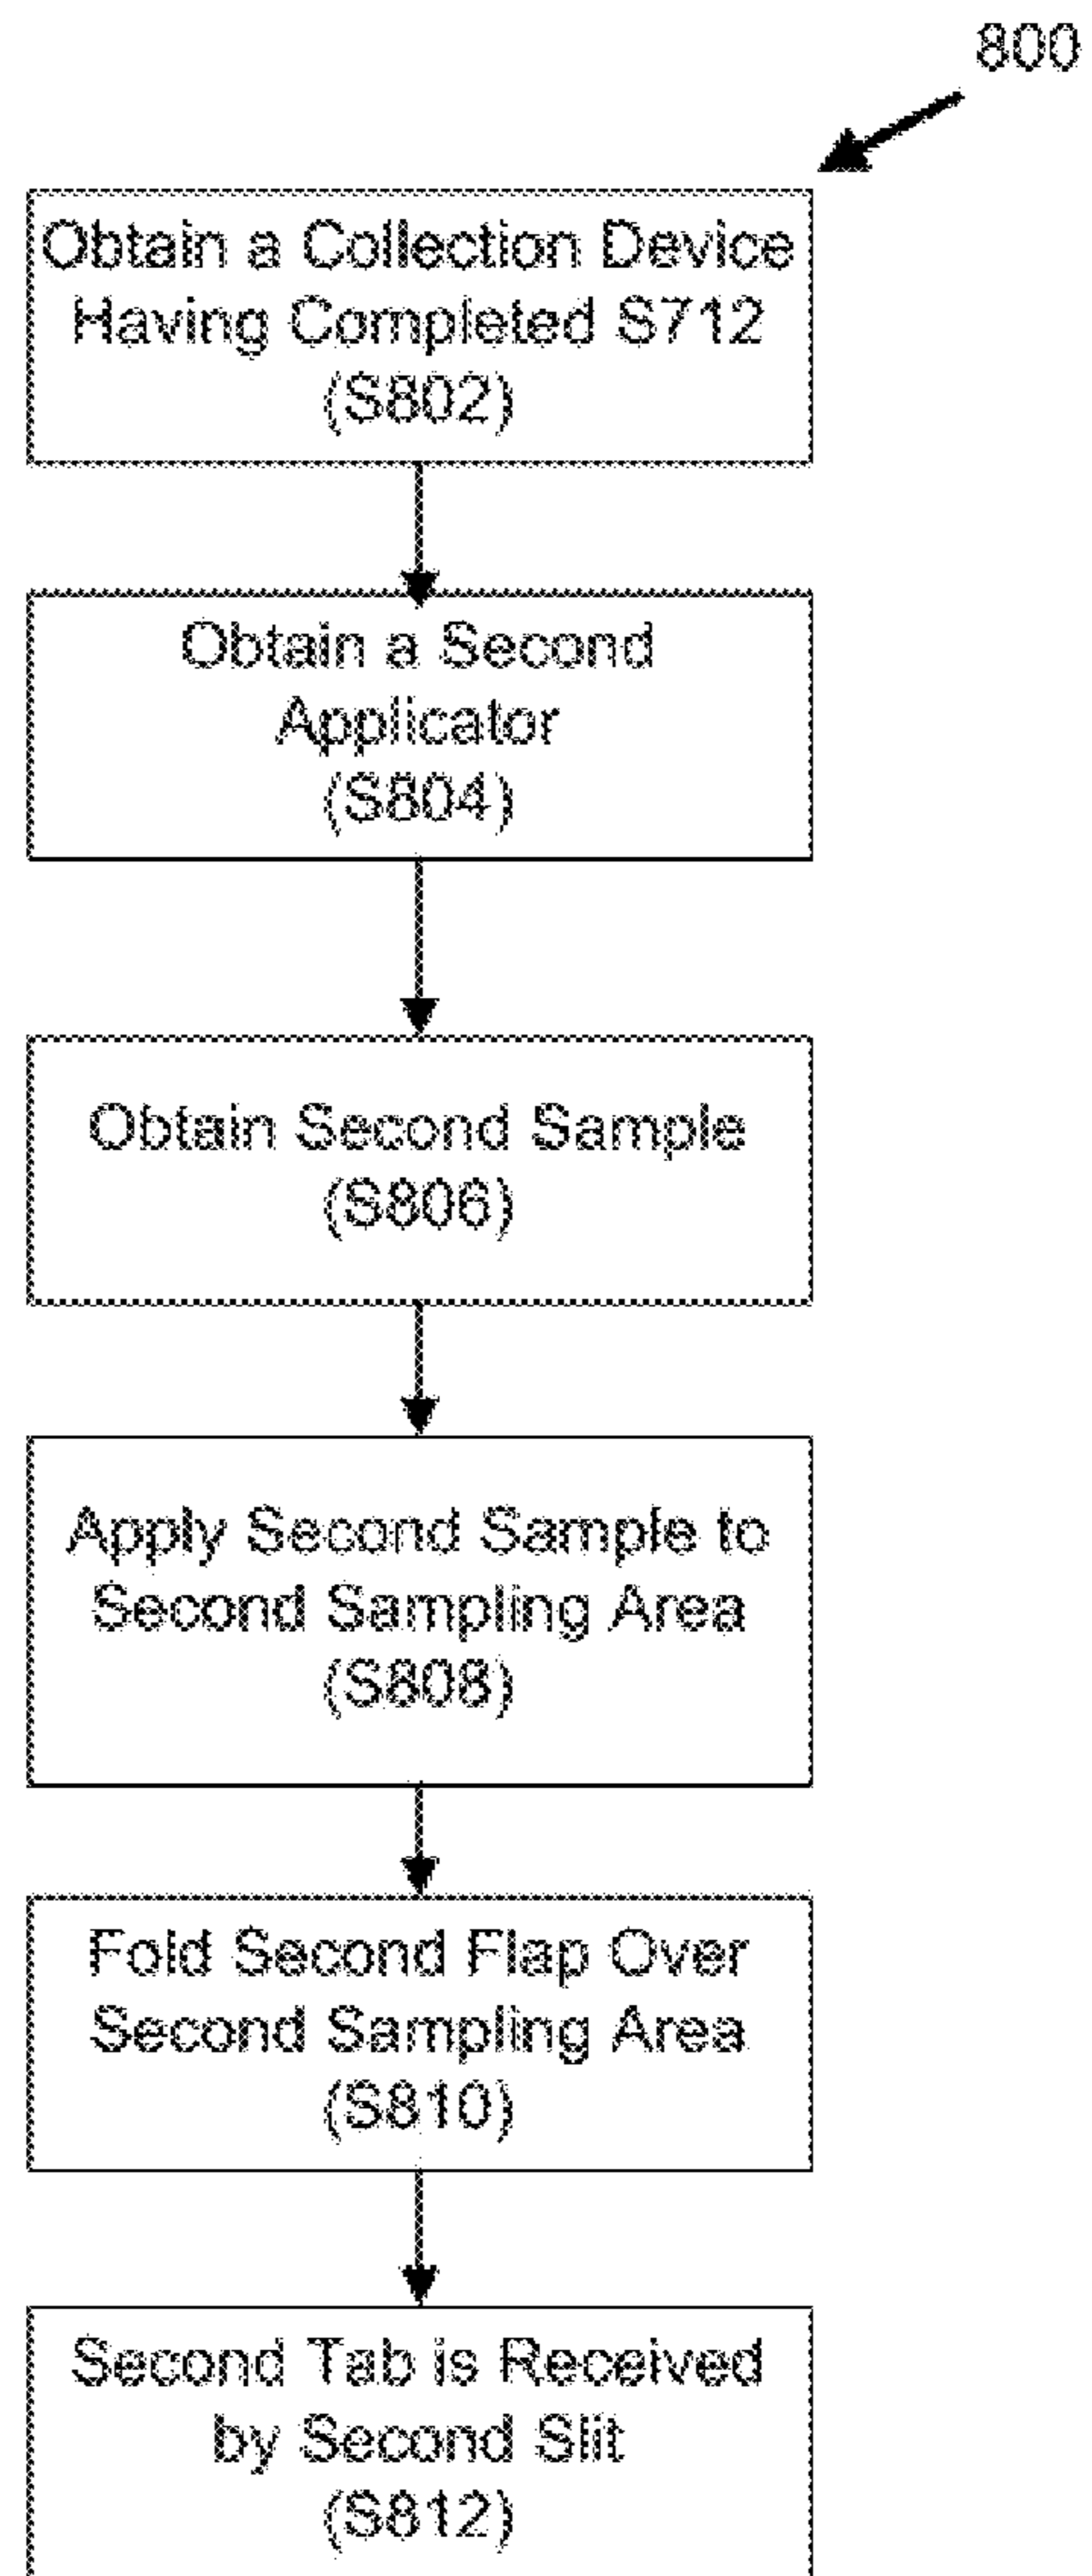 800
Obtain a Collection Device
Having Completed S712
(S802)
Obtain a Second
Applicator
(S804)
Obtain Second Sample
(S806)
Apply Second Sample to
Second Sampling Area
(S808)
Fold Second Flap Over
Second Sampling Area
(S810)
Second Tab is Received
by Second Slit
(S812)